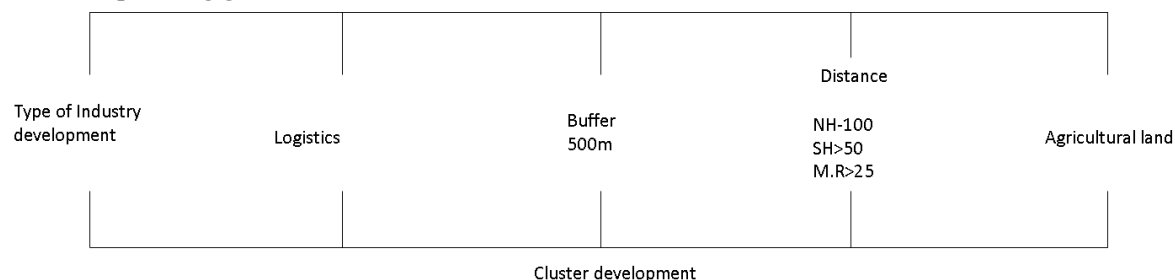 Distance
Type of Industry
development
Logistics
Buffer
500m
NH-100
SH>50
M.R>25
Agricultural land
Cluster development